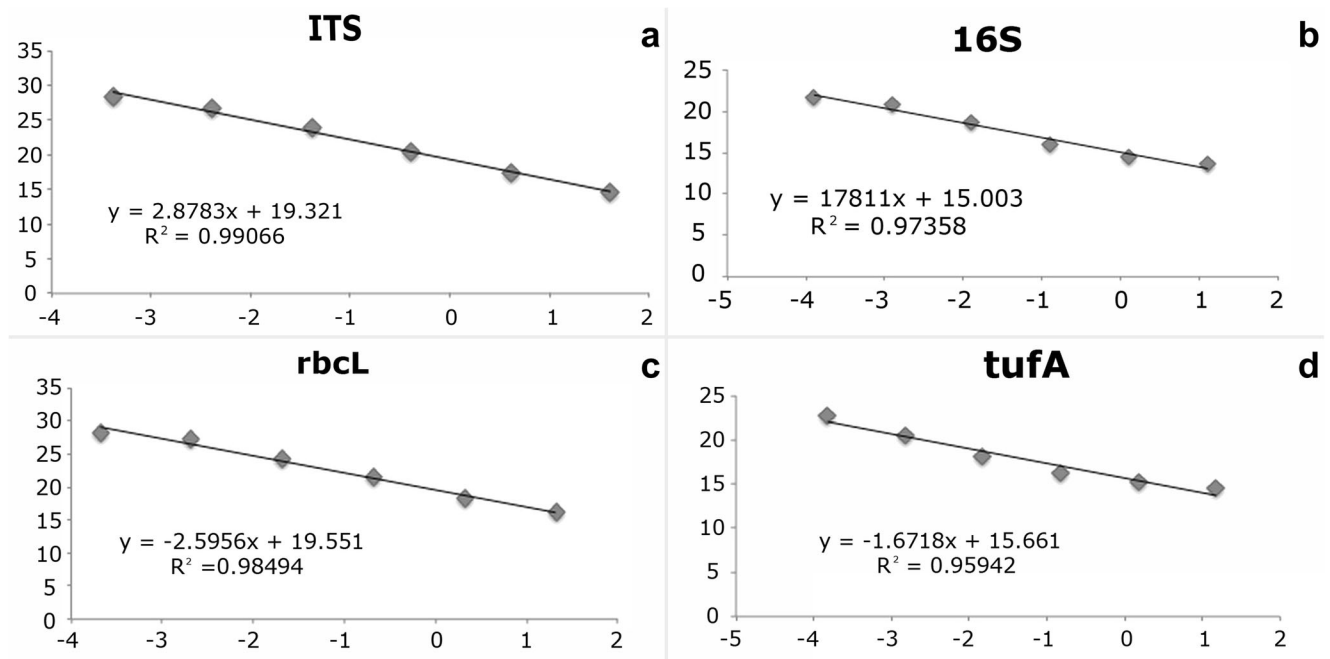 ITS
a
35
30
25
20
15
10
5
0
y = 2.8783x + 19.321
R² = 0.99066
-4 -3 -2 -1 -1 0 1 2
16S
b
25
20
15
10
5
0
y = 17811x + 15.003
R² = 0.97358
-5 -4 -3 -2 -1 0 1 2
rbcL
c
35
30
25
20
15
10
5
0
y = -2.5956x + 19.551
R² =0.98494
-4 -3 -2 -1 0 1 2
tufA
d
25
20
15
10
5
0
y = -1.6718x + 15.661
R² = 0.95942
-5 -4 -3 -2 -1 0 1 2